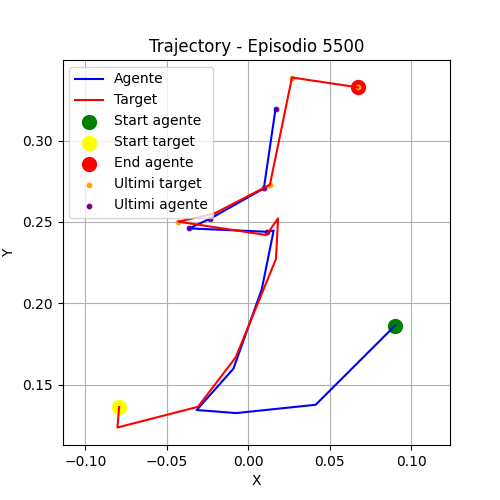 Trajectory - Episodio 5500
Agente
Target
Start agente
Start target
End agente
Ultimi target
Ultimi agente
0.30
0.25
0.20
0.15
Y
−0.10
−0.05
0.00
0.05
0.10
X